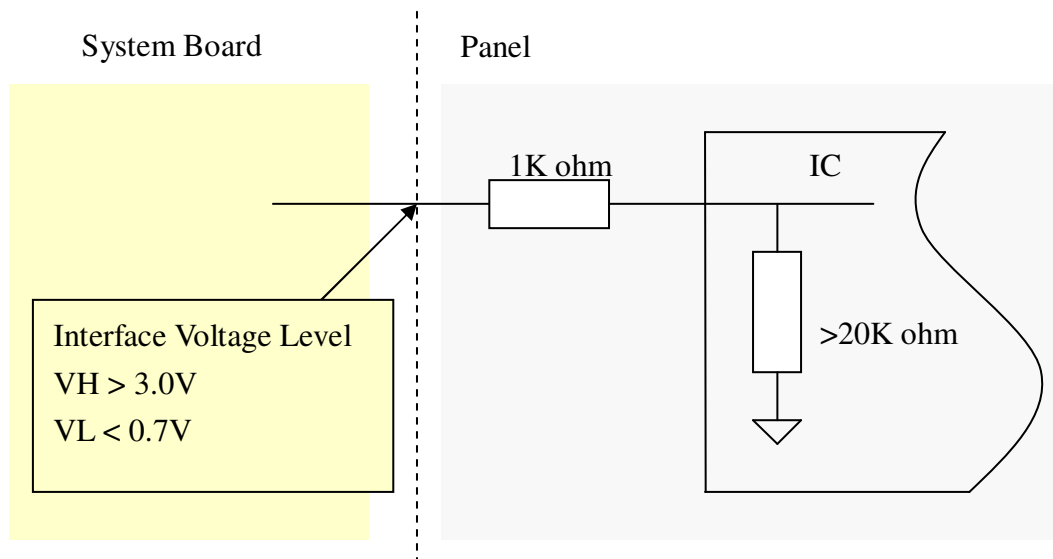 System Board
Panel
1K ohm
IC
>20K ohm
Interface Voltage Level
VH > 3.0V
VL < 0.7V